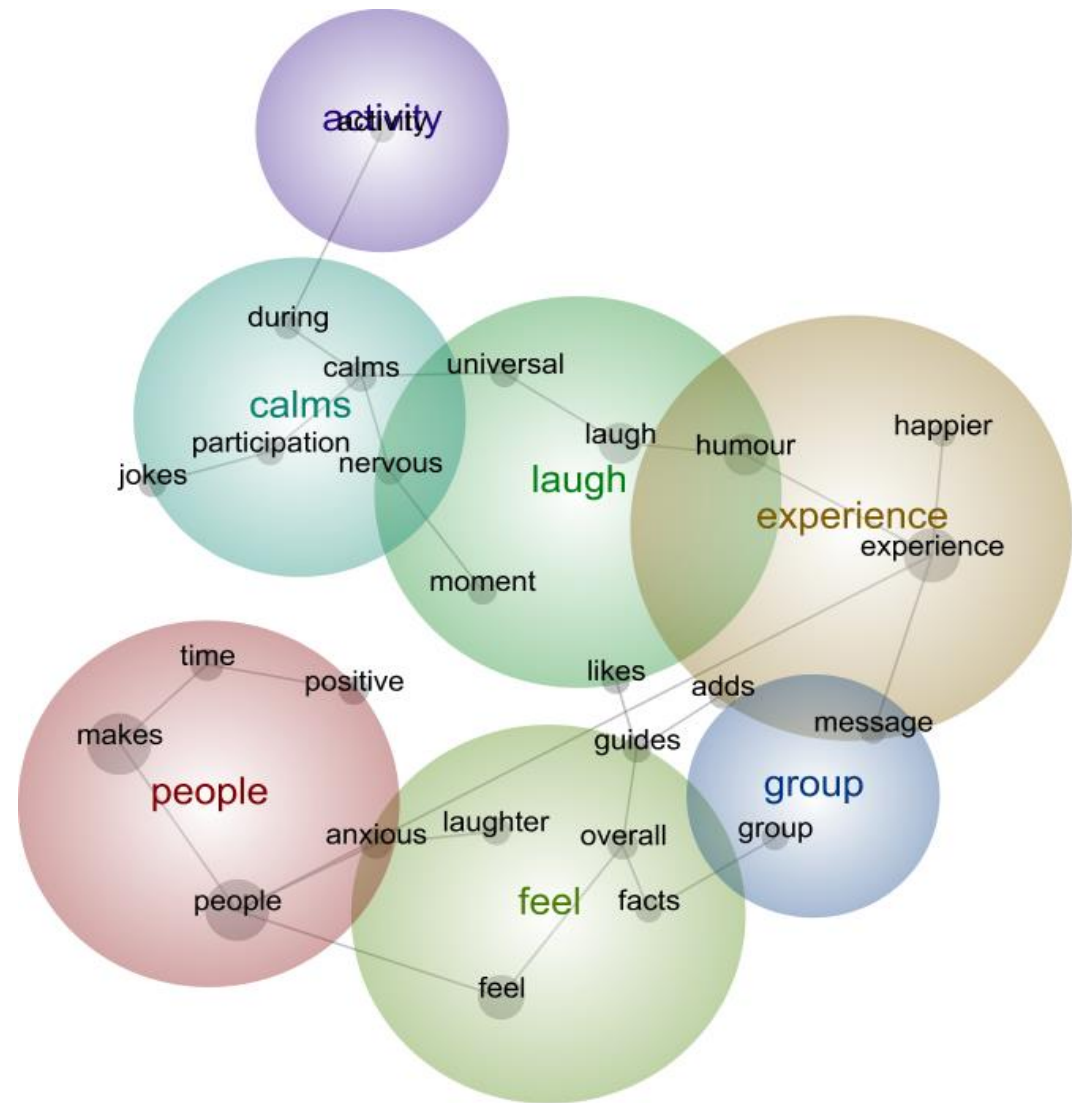 activity
activity
during
calms
universal
calms
participation
nervous
jokes
laugh
humour
happier
laugh
experience
experience
moment
time
positive
likes
adds
makes
guides
message
people
group
anxious
laughter
overall
group
people
feel
facts
feel